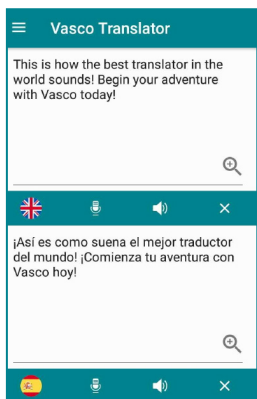 Vasco Translator
This is how the best translator in the
world sounds! Begin your adventure
with Vasco today!
¡Así es como suena el mejor traductor
del mundo! ¡Comienza tu aventura con
Vasco hoy!